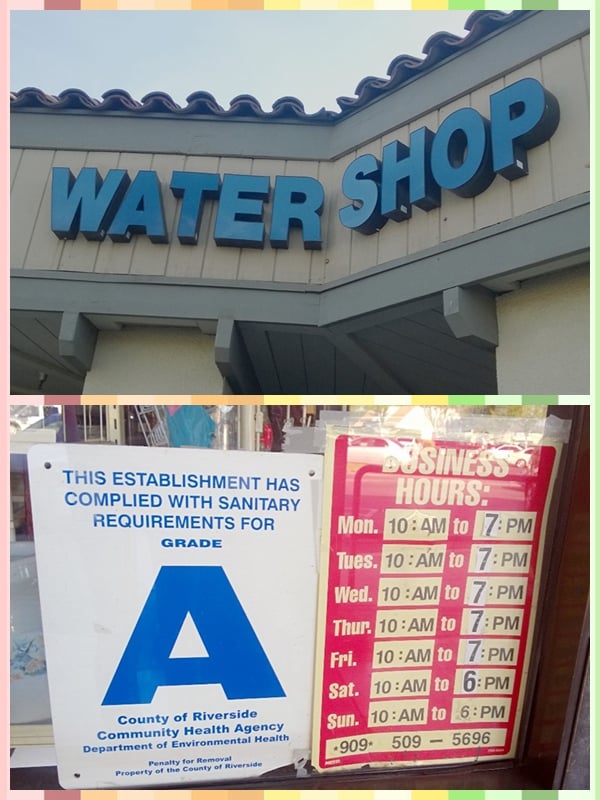 WATER SHOP
THIS ESTABLISHMENT HAS
COMPLIED WITH SANITARY
REQUIREMENTS FOR
GRADE
A
County of Riverside
Community Health Agency
Department of Environmental Health
Penalty for Removal
Property of the County of Riverside
BUSINESS
HOURS:
Mon. 10:AM to 7:PM
Tues. 10:AM to 7:PM
Wed. 10:AM to 7:PM
Thur. 10:AM to 7:PM
Fri. 10:AM to 7:PM
Sat. 10:AM to 6:PM
Sun. 10:AM to 6:PM
*909* 509 — 5696